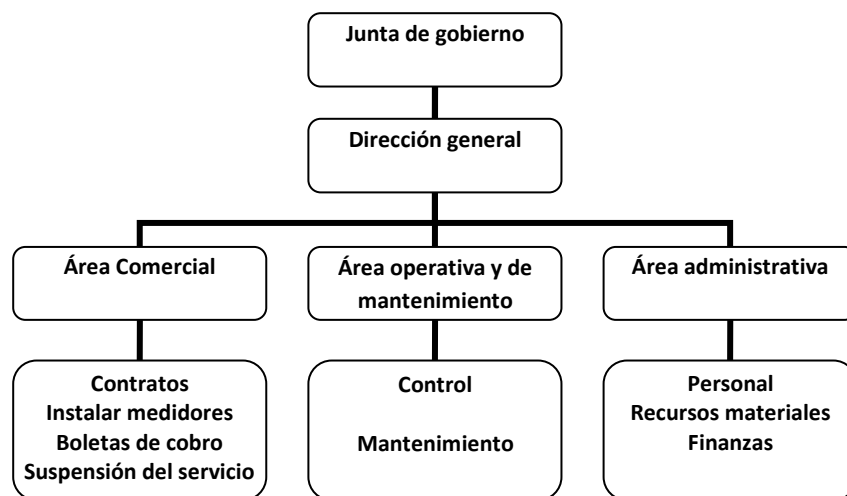 Junta de gobierno
Dirección general
Área Comercial
Área operativa y de
mantenimiento
Área administrativa
Contratos
Instalar medidores
Boletas de cobro
Suspensión del servicio
Control
Mantenimiento
Personal
Recursos materiales
Finanzas